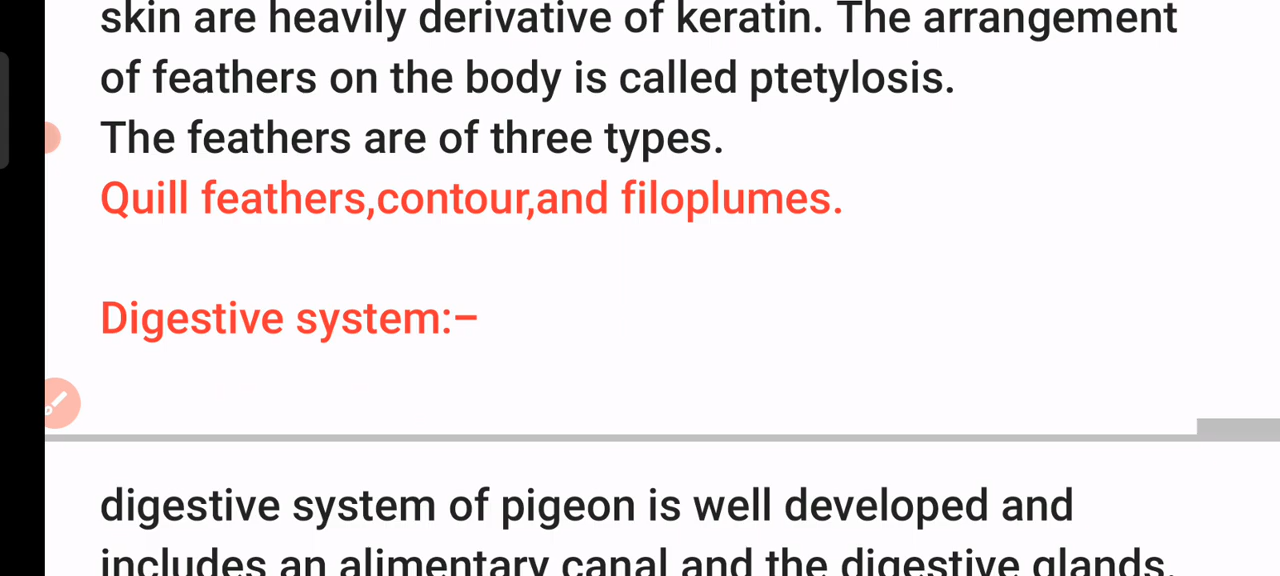 skin are heavily derivative of keratin. The arrangement
of feathers on the body is called ptetylosis.
The feathers are of three types.
Quill feathers,contour,and filoplumes.
Digestive system:–
digestive system of pigeon is well developed and
includes an alimentary canal and the digestive glands.